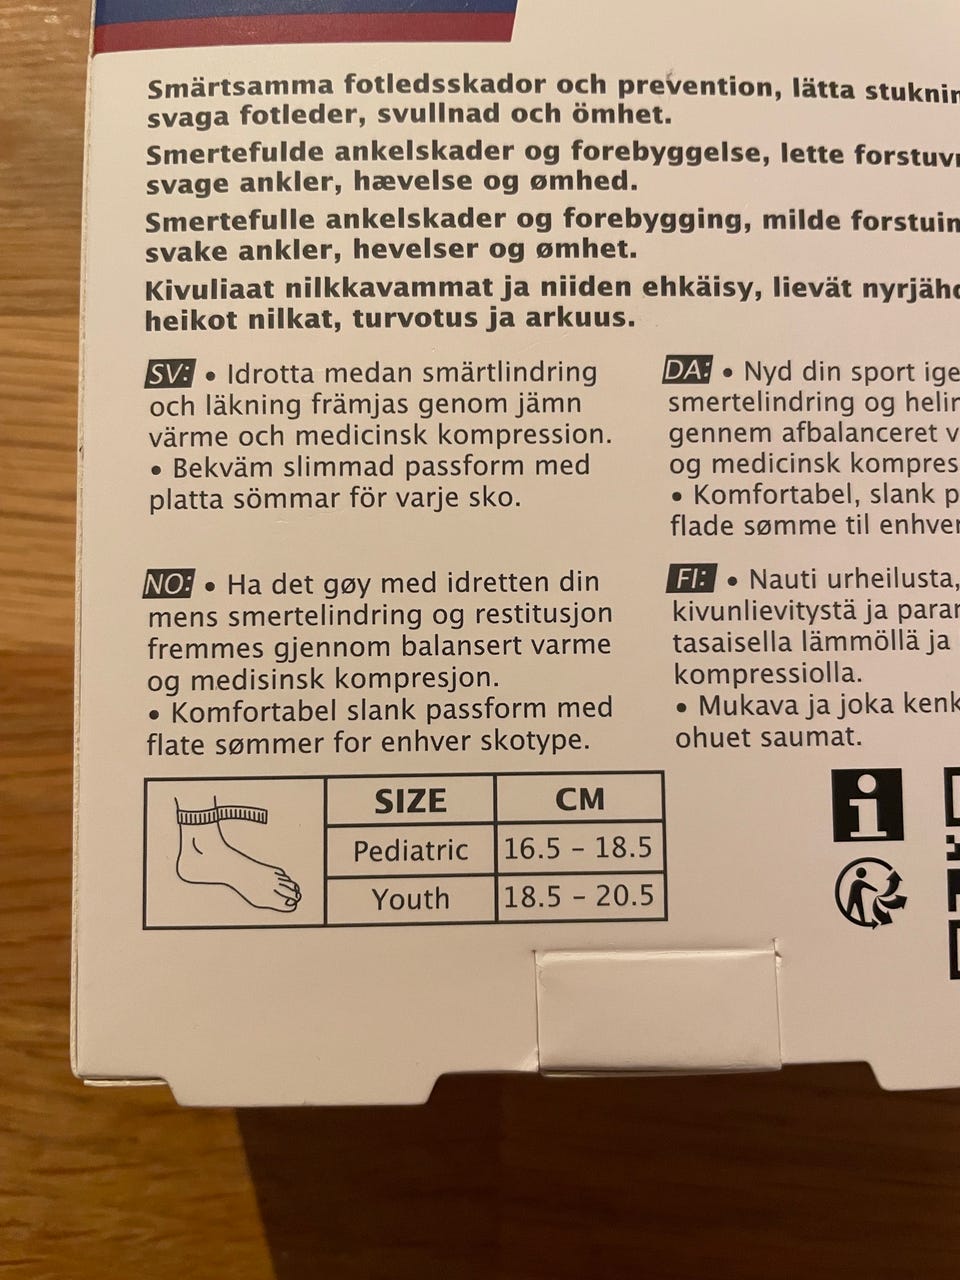 Smärtsamma fotledsskador och prevention, lätta
svaga fotleder, svullnad och ömhet.
Smertefulde ankelskader og forebyggelse, lette
svage ankler, hævelse og ømhed.
Smertefulle ankelskader og forebygging, milde
svake ankler, hevelser og ømhet.
Kivuliaat nilkkavammat ja niiden ehkäisy, lievät
heikot nilkat, turvotus ja arkuus.
SV: • Idrotta medan smärtlindring
och läkning främjas genom jämn
värme och medicinsk kompression.
• Bekväm slimmad passform med
platta sömmar för varje sko.
DA: • Nyd din sport
smertelindring og
gennem afbalanceret
og medicinsk
• Komfortabel, slank
flade sømme til
NO: • Ha det gøy med idretten din
mens smertelindring og restitusjon
fremmes gjennom balansert varme
og medisinsk kompresjon.
• Komfortabel slank passform med
flate sømmer for enhver skotype.
FI: • Nauti urheilusta,
kivunlievitystä ja
tasaisella lämmöllä ja
kompressiolla.
• Mukava ja joka
ohuet saumat.
SIZE CM
Pediatric 16.5 – 18.5
Youth 18.5 – 20.5
i